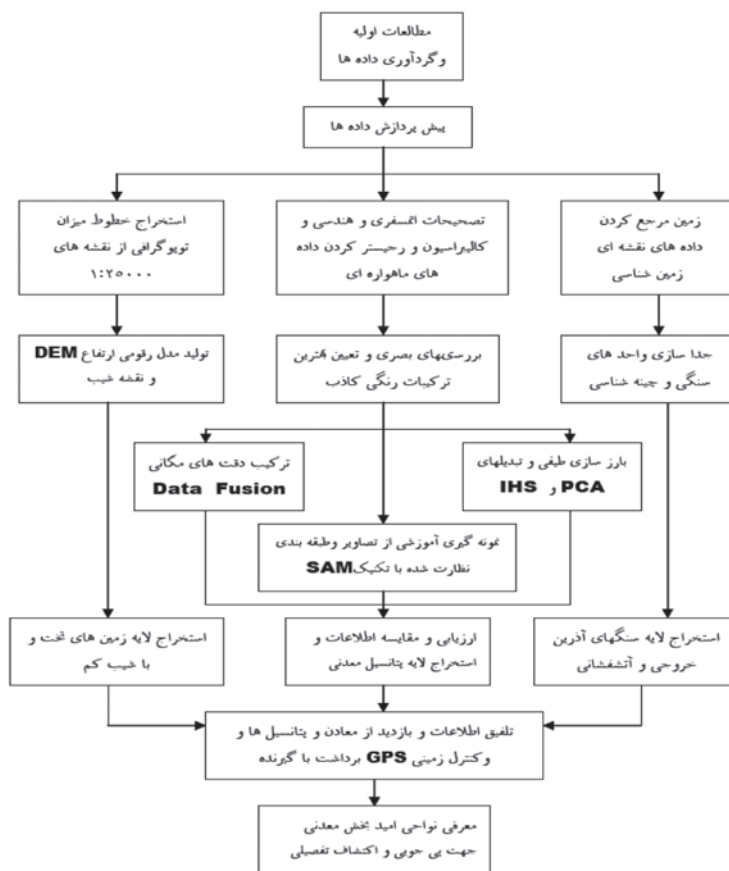 مطالعات اولیه
وگردآوری داده ها
پیش پردازش داده ها
زمین مرجع کردن
داده های نقشه ای
زمین شناسی
تصحیحات اتمسفری و هندسی و
کالیبراسیون و رجیستر کردن داده
های ماهواره ای
استخراج خطوط میزان
توپوگرافی از نقشه های
۱:۲۵۰۰۰
جدا سازی واحد های
سنگی و چینه شناسی
بررسیهای بصری و تعیین بهترین
ترکیبات رنگی کاذب
تولید مدل رقومی ارتفاع DEM
و نقشه شیب
بارز سازی طیفی و تبدیلهای
PCA و IHS
ترکیب دقت های مکانی
Data Fusion
نمونه گیری آموزشی از تصاویر وطبقه بندی
نظارت شده با تکنیک SAM
استخراج لایه سنگهای آذرین
خروجی و آتشفشانی
ارزیابی و مقایسه اطلاعات و
استخراج لایه پتانسیل معدنی
استخراج لایه زمین های تخت و
با شیب کم
تلفیق اطلاعات و بازدید از معادن و پتانسیل ها و
وکنترل زمینی GPS برداشت با گیرنده
معرفی نواحی امید بخش معدنی
جهت پی جویی و اکتشاف تفصیلی